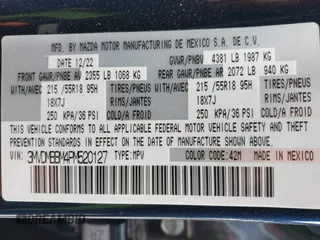 MFD. BY MAZDA MOTOR MANUFACTURING DE MEXICO S.A. DE C.V.
DATE 12/22 GVWR/PNBV 4381 LB 1987 KG
FRONT GAWR/PNBE AV 2355 LB 1068 KG REAR GAWR/PNBE AR 2072 LB 940 KG
WITH/AVEC 215/55R18 95H TIRES/PNEUS WITH/AVEC 215/55R18 95H TIRES/PNEUS
18X7J RIMS/JANTES 18X7J RIMS/JANTES
250 KPA/36 PSI COLD/A FROID 250 KPA/36 PSI COLD/A FROID
THIS VEHICLE CONFORMS TO ALL APPLICABLE FEDERAL MOTOR VEHICLE SAFETY AND
THEFT PREVENTION STANDARDS IN EFFECT ON THE DATE OF MANUFACTURE
SHOWN ABOVE.
VIN: 3MVDMBBM4PM520127 TYPE: MPV COLOR CODE: 42M MADE IN MEXICO